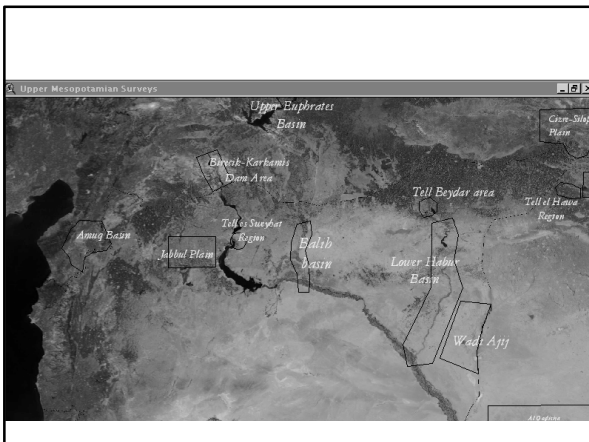 Upper Mesopotamian Surveys
Upper Euphrates
Basin
Cizre-Silopi
Plain
Birecik-Karkamis
Dam Area
Tell Beydar area
Tell el Hawa
Region
Amuq Basin
Tell es Sweyhat
Region
Jabbul Plain
Balih
basin
Lower Habur
Basin
Wadi Ajij